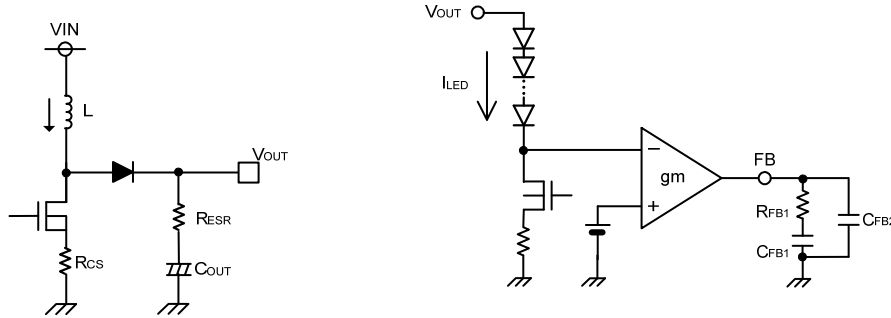 VIN
L
VOUT
RESR
RCS
COUT
VOUT
ILED
−
gm
+
FB
RFB1
CFB1
CFB2